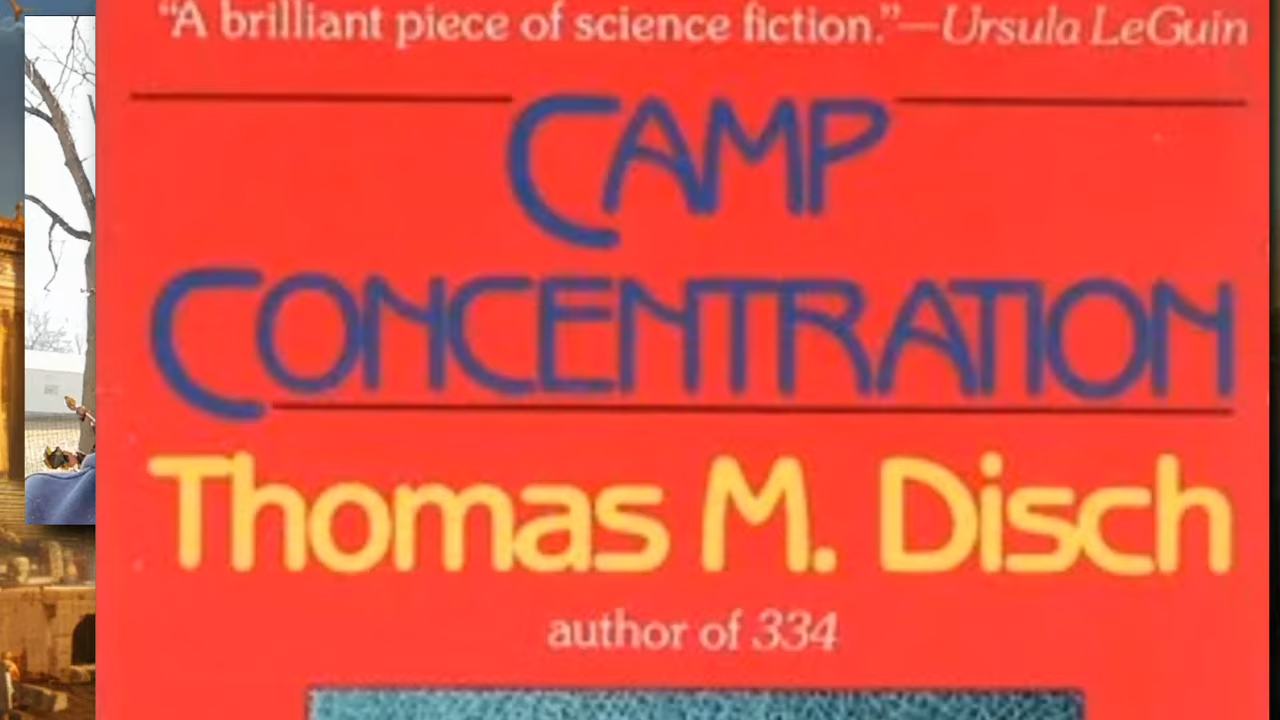 “A brilliant piece of science fiction.”—Ursula LeGuin
CAMP
CONCENTRATION
Thomas M. Disch
author of 334